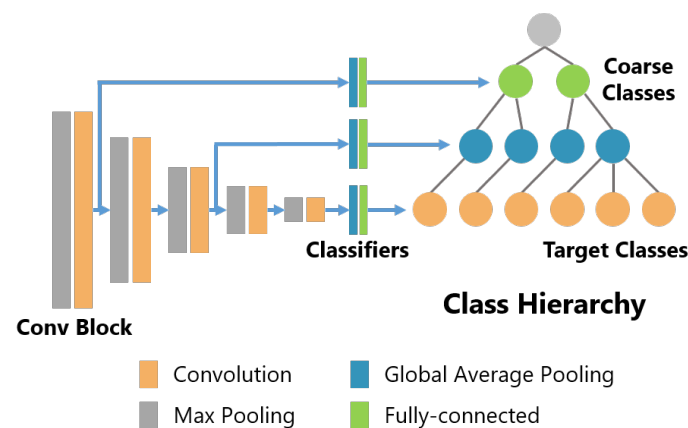 Coarse
Classes
Classifiers
Target Classes
Class Hierarchy
Conv Block
Convolution
Global Average Pooling
Max Pooling
Fully-connected